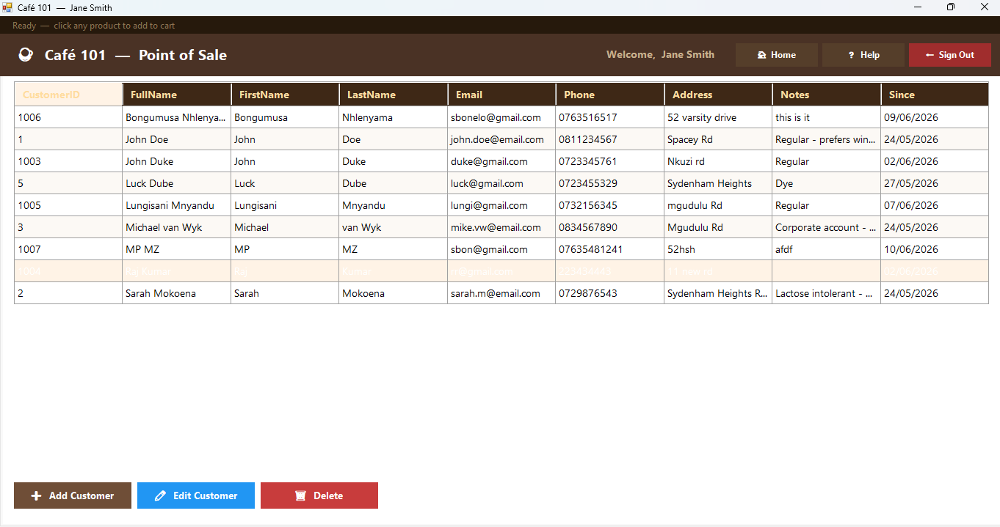 Café 101 — Jane Smith
Ready — click any product to add to cart
Café 101 — Point of Sale Welcome, Jane Smith Home ? Help ← Sign Out
CustomerID FullName FirstName LastName Email Phone Address Notes Since
1006 Bongumusa Nhlenya... Bongumusa Nhlenyama sbonelo@gmail.com 0763516517 52 varsity drive this is it 09/06/2026
1 John Doe John Doe john.doe@email.com 0811234567 Spacey Rd Regular - prefers win... 24/05/2026
1003 John Duke John Duke duke@gmail.com 0723345761 Nkuzi rd Regular 02/06/2026
5 Luck Dube Luck Dube luck@gmail.com 0723455329 Sydenham Heights Dye 27/05/2026
1005 Lungisani Mnyandu Lungisani Mnyandu lungi@gmail.com 0732156345 mgudulu Rd Regular 07/06/2026
3 Michael van Wyk Michael van Wyk mike.vw@email.com 0834567890 Mgudulu Rd Corporate account - ... 24/05/2026
1007 MP MZ MP MZ sbon@gmail.com 07635481241 52hsh afdf 10/06/2026
1004 Raj Kumar Raj Kumar 223434443 11 new rd 02/06/2026
2 Sarah Mokoena Sarah Mokoena sarah.m@email.com 0729876543 Sydenham Heights R... Lactose intolerant - ... 24/05/2026
+ Add Customer Edit Customer Delete